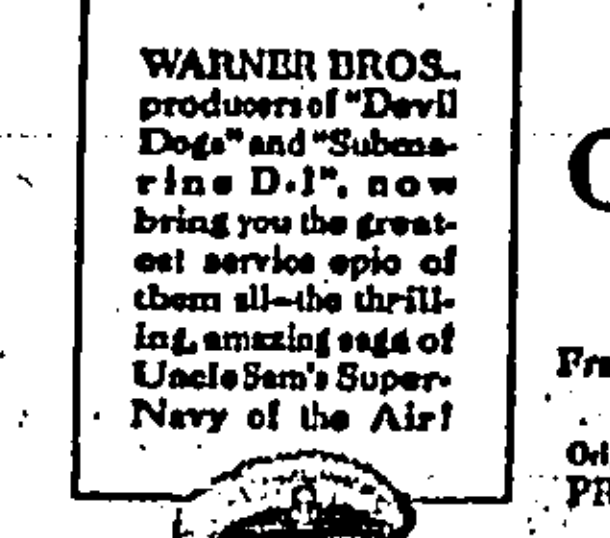 WARNER BROS.,
producers of "Devil
Dogs" and "Subma-
rine D-1", now
bring you the great-
est service epic of
them all—the thrill-
ing, amazing saga of
Uncle Sam's Super-
Navy of the Air!